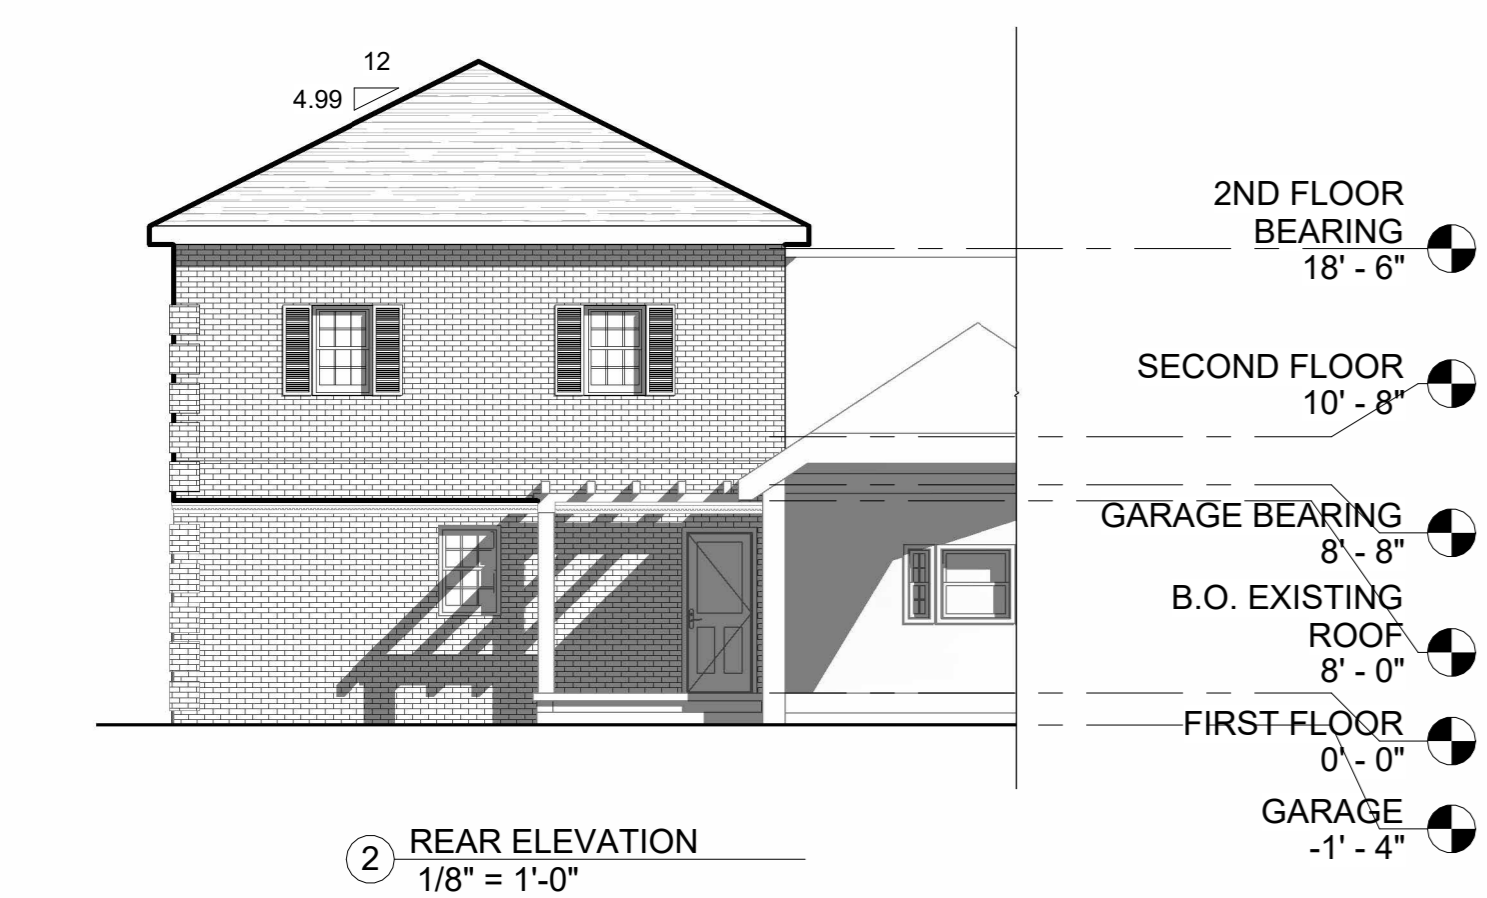 12
4.99
2ND FLOOR
BEARING
18' - 6"
SECOND FLOOR
10' - 8"
GARAGE BEARING
8' - 8"
B.O. EXISTING
ROOF
8' - 0"
FIRST FLOOR
0' - 0"
GARAGE
-1' - 4"
2
REAR ELEVATION
1/8" = 1'-0"